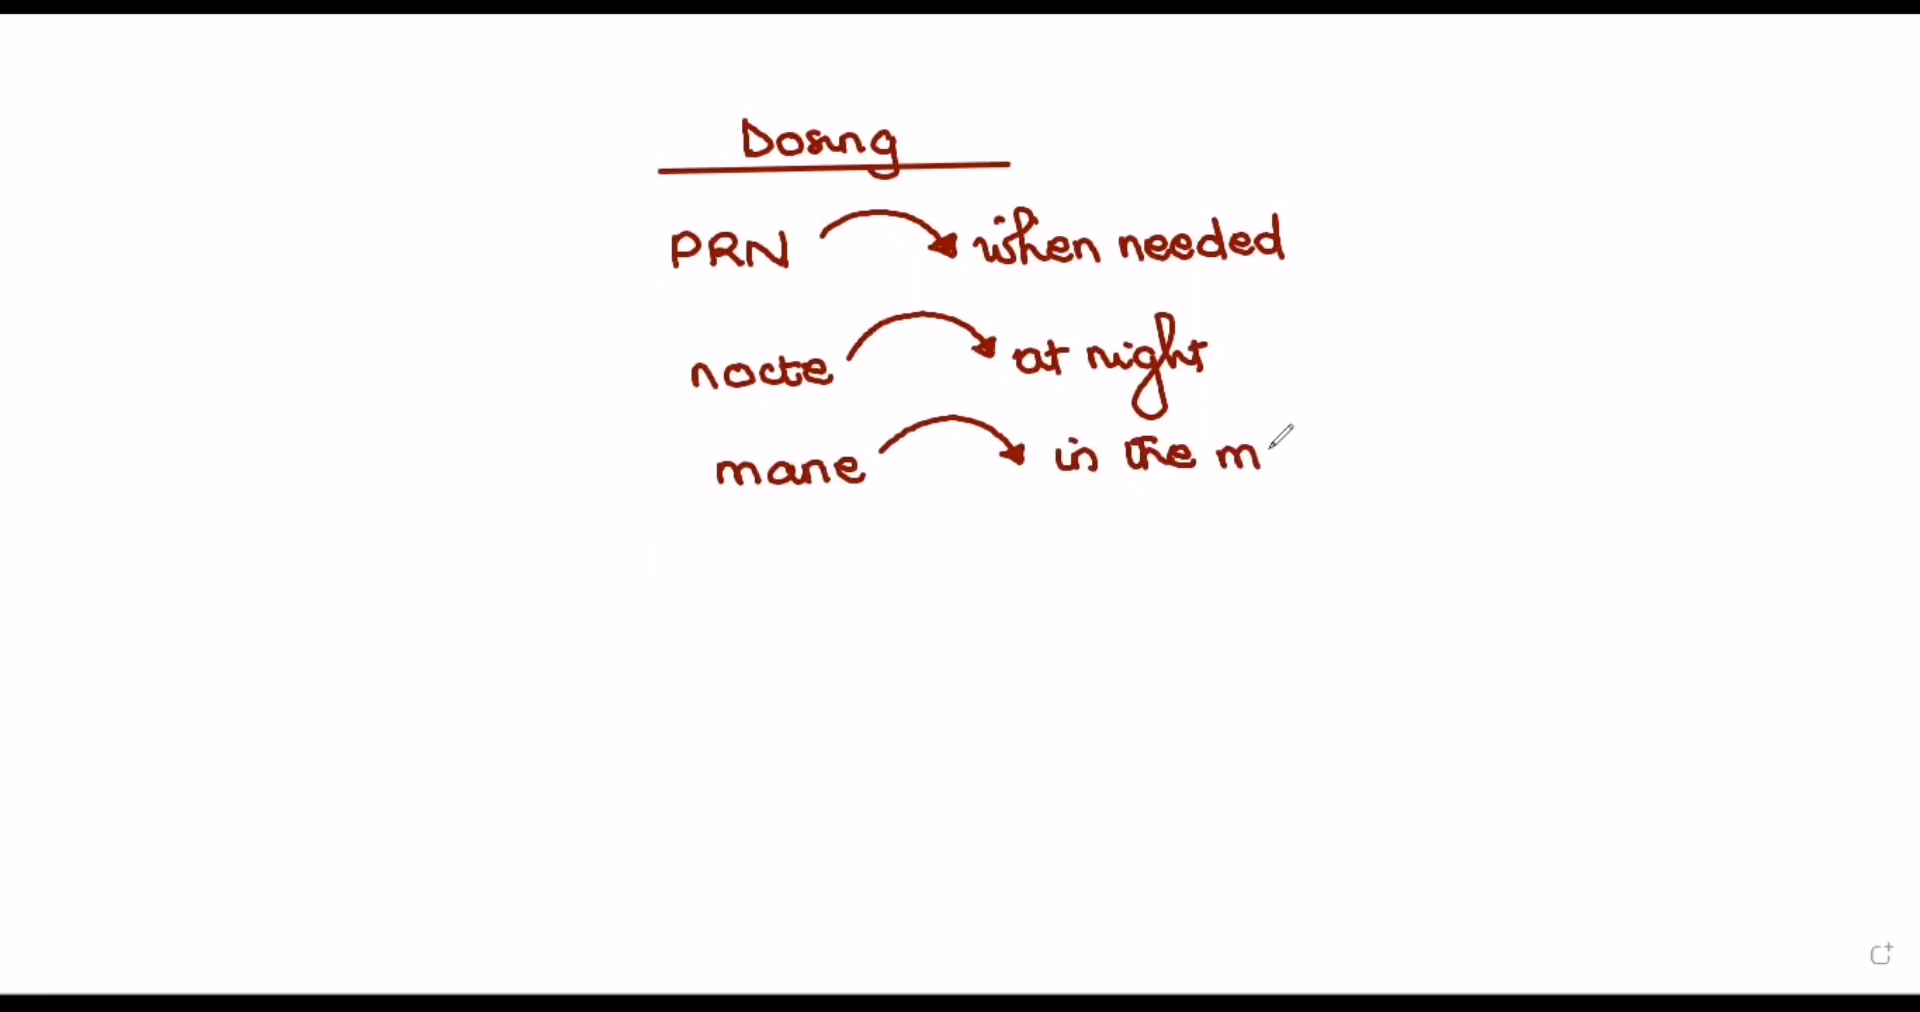 Dosing
PRN when needed
nocte at night
mane in the m